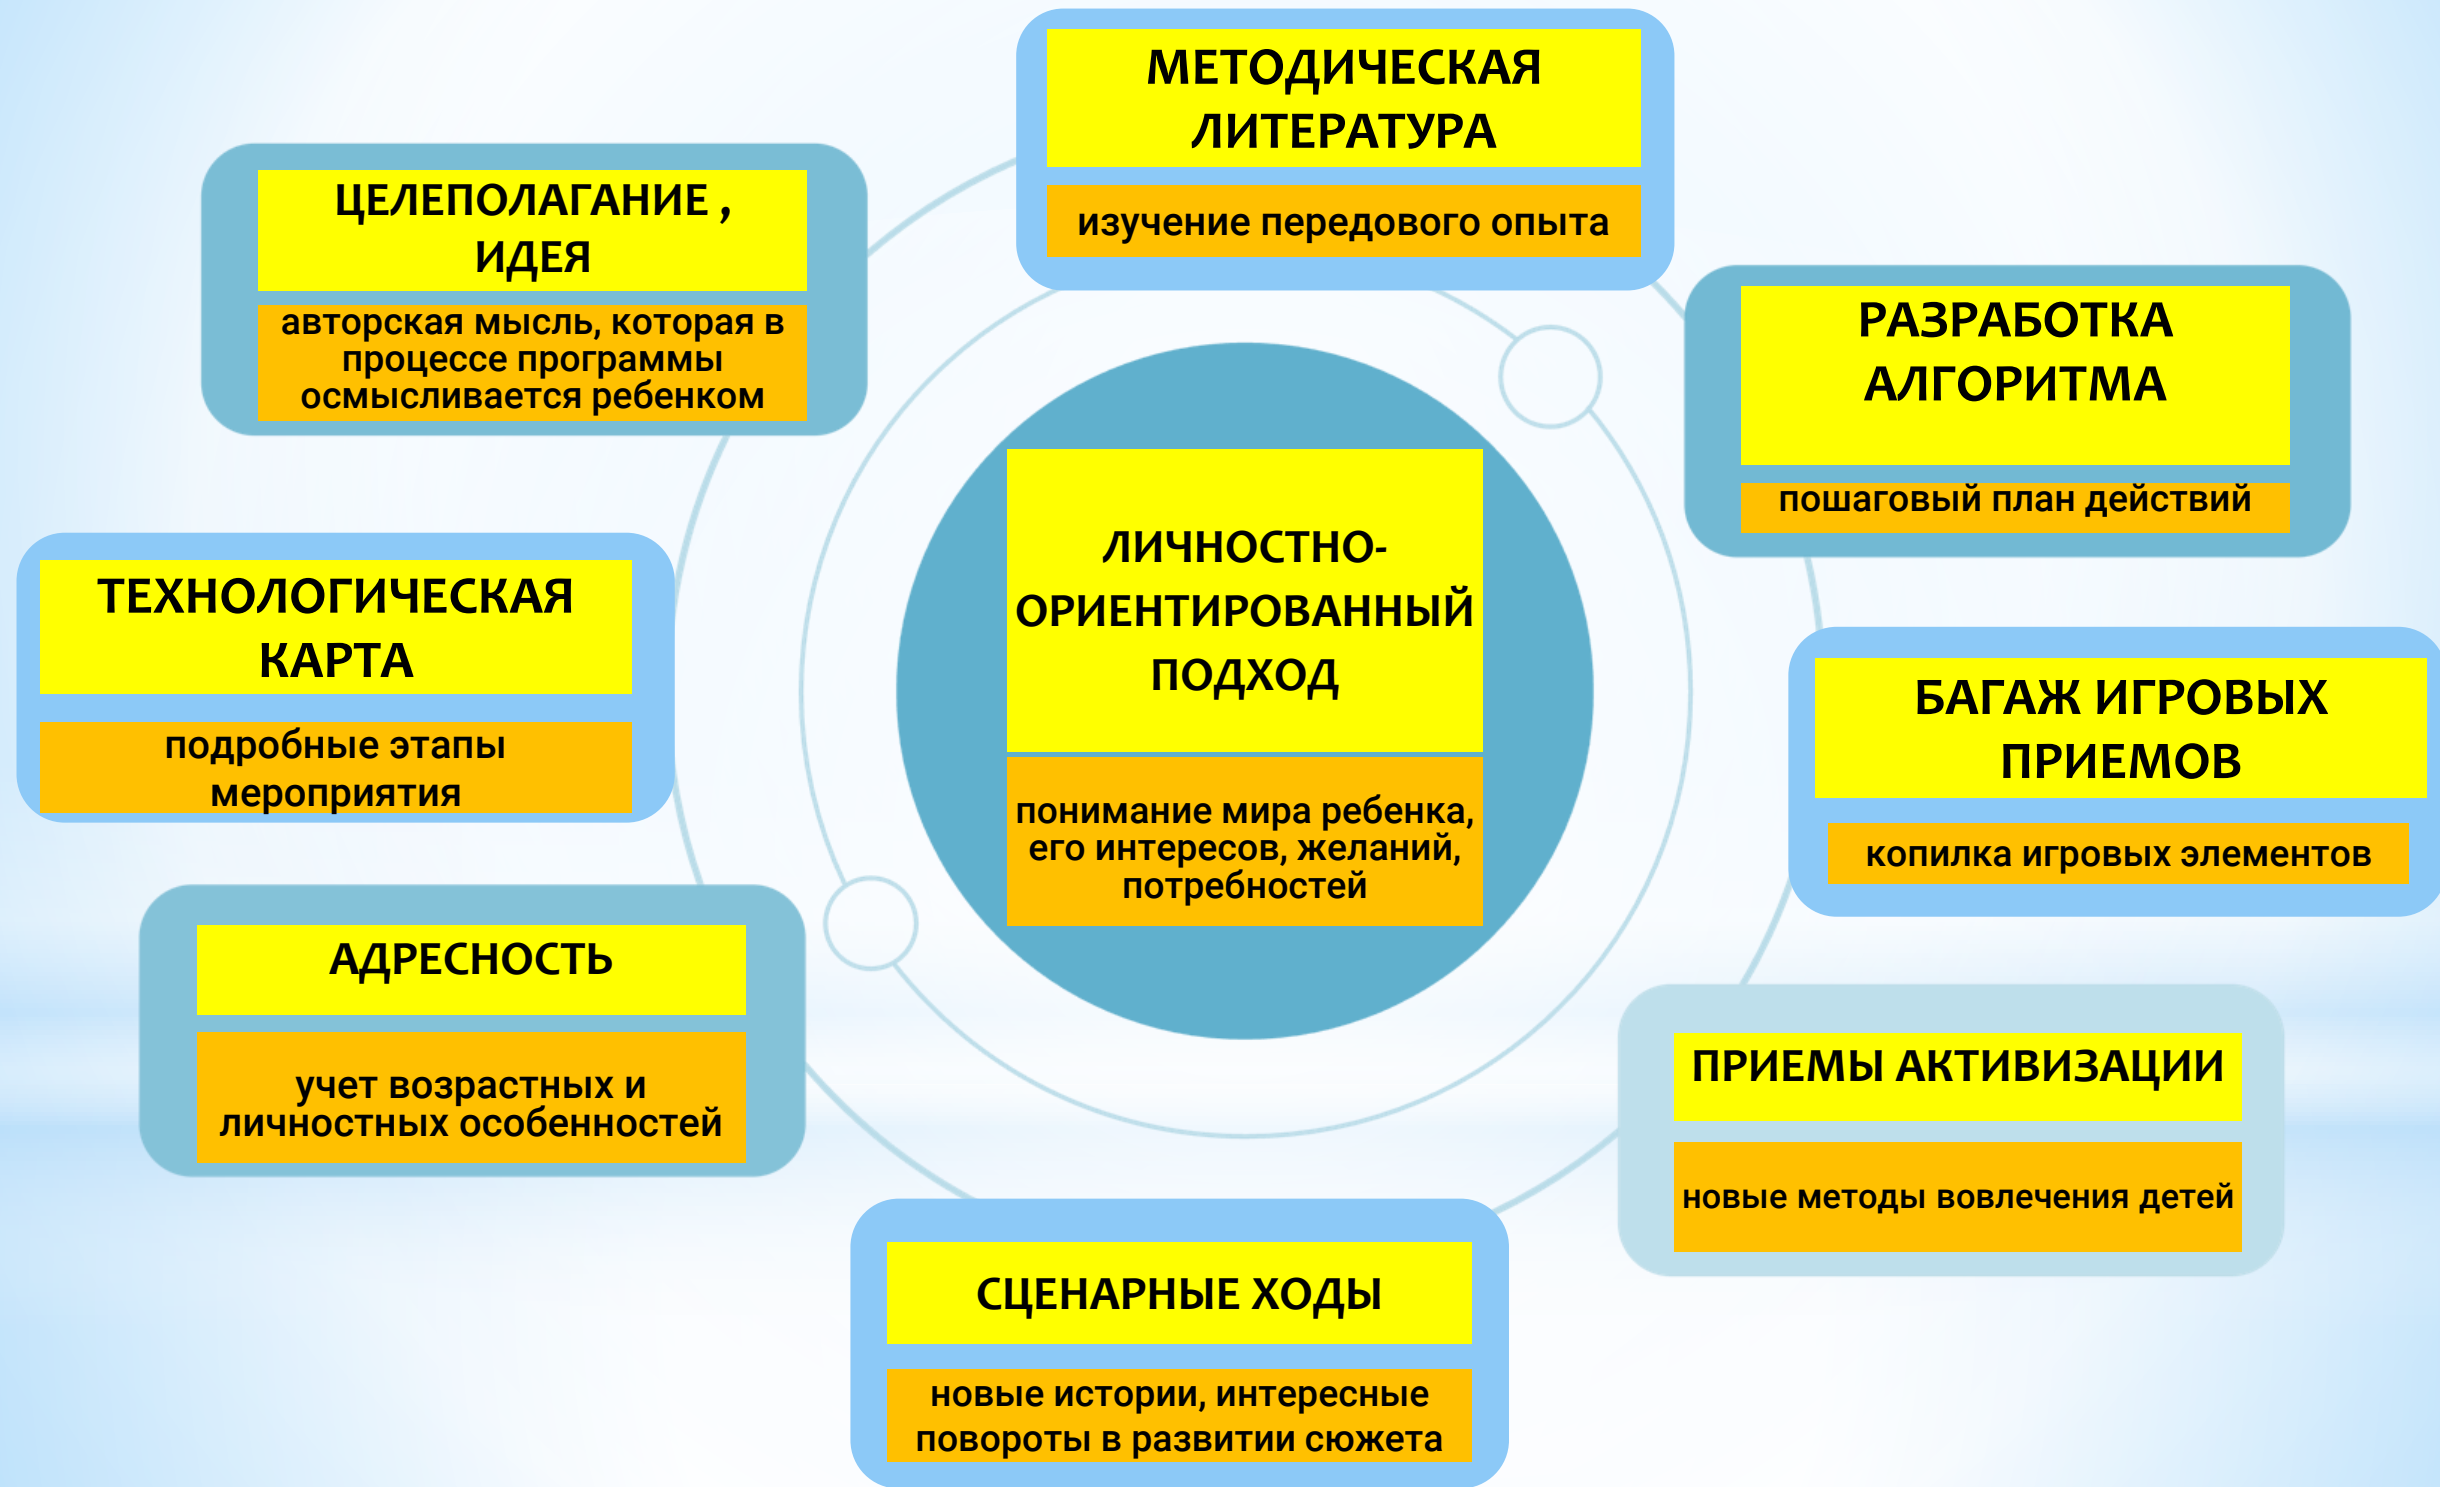 МЕТОДИЧЕСКАЯ
ЛИТЕРАТУРА
изучение передового опыта
ЦЕЛЕПОЛАГАНИЕ ,
ИДЕЯ
авторская мысль, которая в
процессе программы
осмысливается ребенком
РАЗРАБОТКА
АЛГОРИТМА
пошаговый план действий
ЛИЧНОСТНО-
ОРИЕНТИРОВАННЫЙ
ПОДХОД
понимание мира ребенка,
его интересов, желаний,
потребностей
ТЕХНОЛОГИЧЕСКАЯ
КАРТА
подробные этапы
мероприятия
БАГАЖ ИГРОВЫХ
ПРИЕМОВ
копилка игровых элементов
АДРЕСНОСТЬ
учет возрастных и
личностных особенностей
ПРИЕМЫ АКТИВИЗАЦИИ
новые методы вовлечения детей
СЦЕНАРНЫЕ ХОДЫ
новые истории, интересные
повороты в развитии сюжета